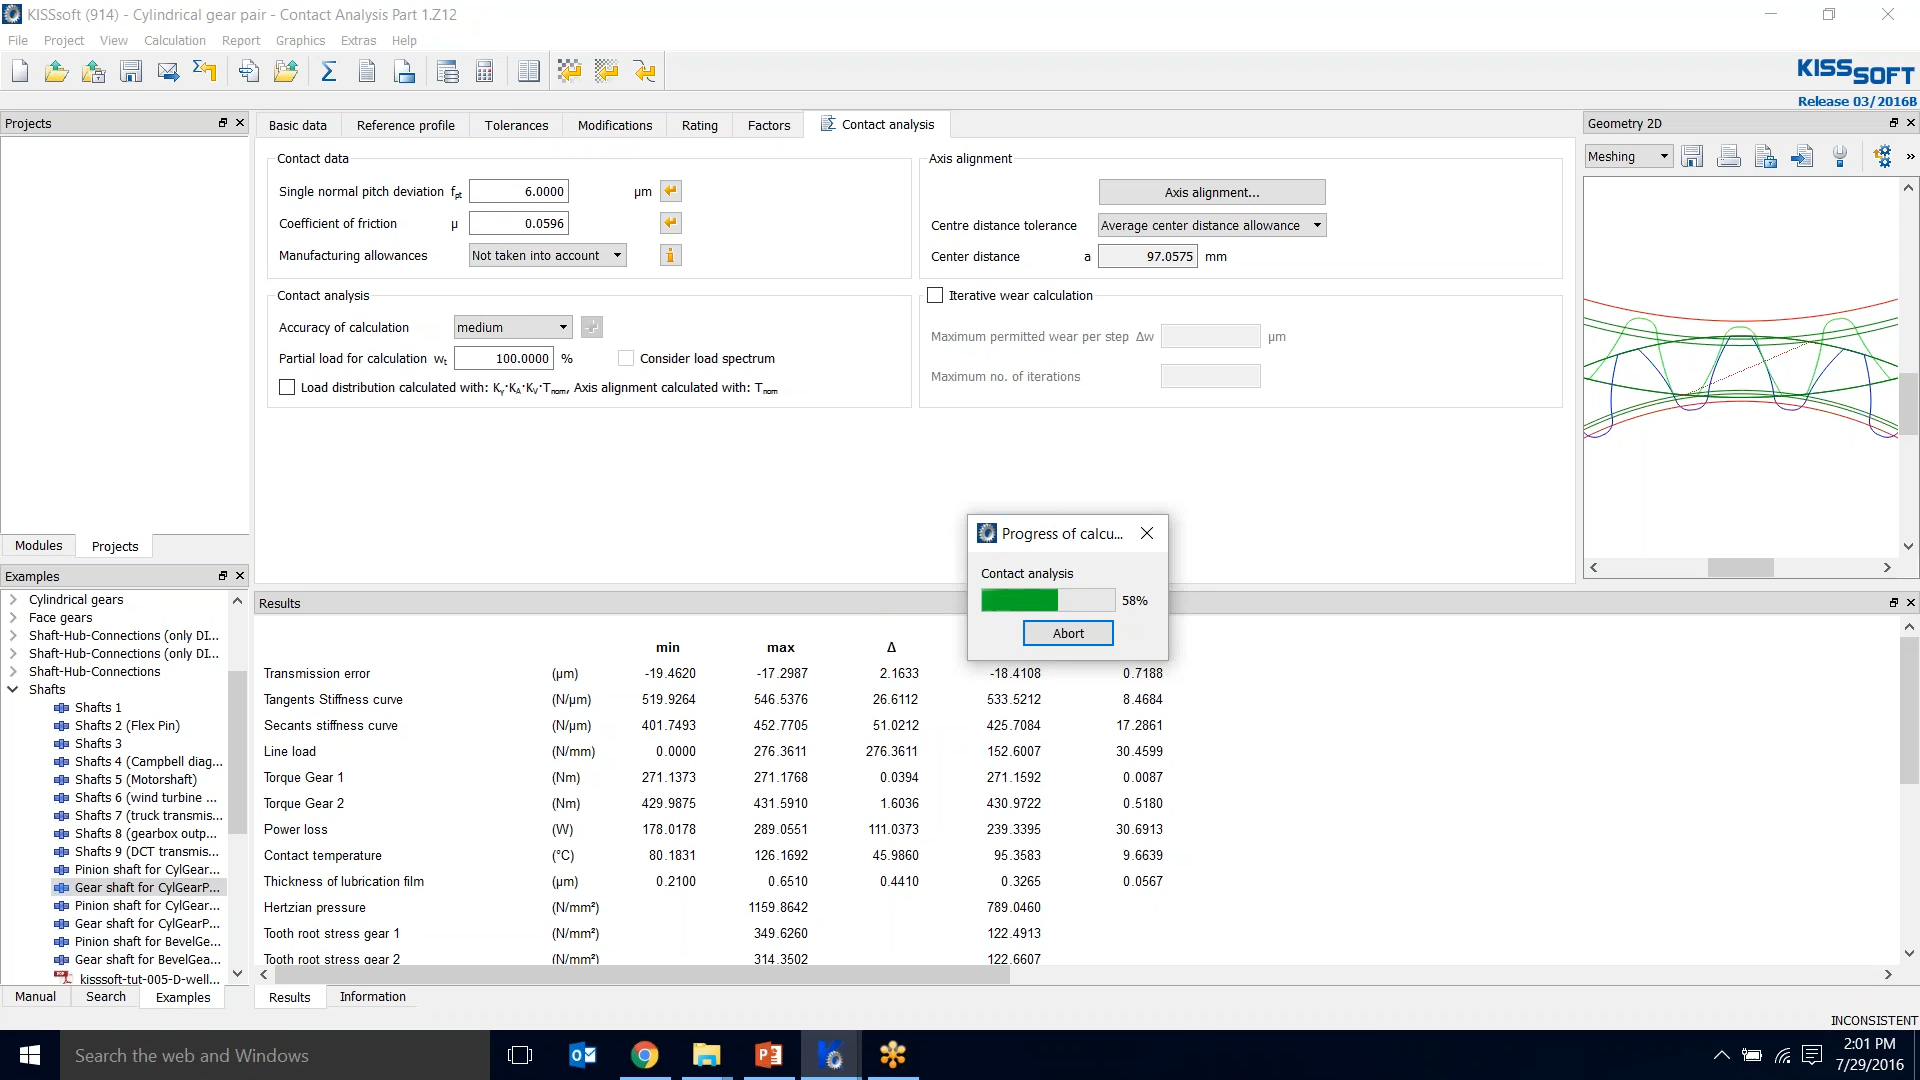 KISSsoft (914) - Cylindrical gear pair - Contact Analysis Part 1.Z12
File Project View Calculation Report Graphics Extras Help
KISSSOFT
Release 03/2016B
Projects
Basic data Reference profile Tolerances Modifications Rating Factors Contact analysis
Geometry 2D
Meshing
Contact data
Single normal pitch deviation fpt 6.0000 µm
Coefficient of friction µ 0.0596
Manufacturing allowances Not taken into account
Axis alignment
Axis alignment...
Centre distance tolerance Average center distance allowance
Center distance a 97.0575 mm
Contact analysis
Accuracy of calculation medium
Partial load for calculation wt 100.0000 % Consider load spectrum
Load distribution calculated with: Kγ·KA·KV·Tnom, Axis alignment calculated with: Tnom
Iterative wear calculation
Maximum permitted wear per step Δw µm
Maximum no. of iterations
Modules Projects
Progress of calcu...
Contact analysis
58%
Abort
Examples
Cylindrical gears
Face gears
Shaft-Hub-Connections (only DI...
Shaft-Hub-Connections (only DI...
Shaft-Hub-Connections
Shafts
Shafts 1
Shafts 2 (Flex Pin)
Shafts 3
Shafts 4 (Campbell diag...
Shafts 5 (Motorshaft)
Shafts 6 (wind turbine ...
Shafts 7 (truck transmis...
Shafts 8 (gearbox outp...
Shafts 9 (DCT transmis...
Pinion shaft for CylGear...
Gear shaft for CylGearP...
Pinion shaft for CylGear...
Gear shaft for CylGearP...
Pinion shaft for BevelGe...
Gear shaft for BevelGea...
kisssoft-tut-005-D-well...
Manual Search Examples
Results
min max Δ
Transmission error (µm) -19.4620 -17.2987 2.1633 -18.4108 0.7188
Tangents Stiffness curve (N/µm) 519.9264 546.5376 26.6112 533.5212 8.4684
Secants stiffness curve (N/µm) 401.7493 452.7705 51.0212 425.7084 17.2861
Line load (N/mm) 0.0000 276.3611 276.3611 152.6007 30.4599
Torque Gear 1 (Nm) 271.1373 271.1768 0.0394 271.1592 0.0087
Torque Gear 2 (Nm) 429.9875 431.5910 1.6036 430.9722 0.5180
Power loss (W) 178.0178 289.0551 111.0373 239.3395 30.6913
Contact temperature (°C) 80.1831 126.1692 45.9860 95.3583 9.6639
Thickness of lubrication film (µm) 0.2100 0.6510 0.4410 0.3265 0.0567
Hertzian pressure (N/mm²) 1159.8642 789.0460
Tooth root stress gear 1 (N/mm²) 349.6260 122.4913
Tooth root stress gear 2 (N/mm²) 314.3502 122.6607
Results Information
INCONSISTENT
Search the web and Windows
2:01 PM
7/29/2016